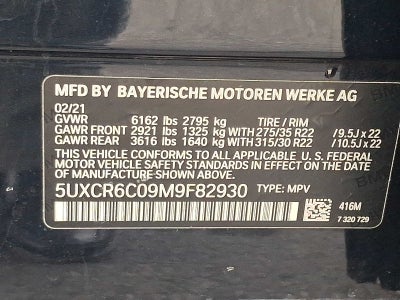 MFD BY BAYERISCHE MOTOREN WERKE AG
02/21
GVWR 6162 lbs 2795 kg TIRE / RIM
GAWR FRONT 2921 lbs 1325 kg WITH 275/35 R22 / 9.5J x 22
GAWR REAR 3616 lbs 1640 kg WITH 315/30 R22 / 10.5J x 22
THIS VEHICLE CONFORMS TO ALL APPLICABLE U.S. FEDERAL
MOTOR VEHICLE SAFETY STANDARDS IN EFFECT ON THE
DATE OF MANUFACTURE SHOWN ABOVE.
5UXCR6C09M9F82930 TYPE: MPV
416M
7 320 729